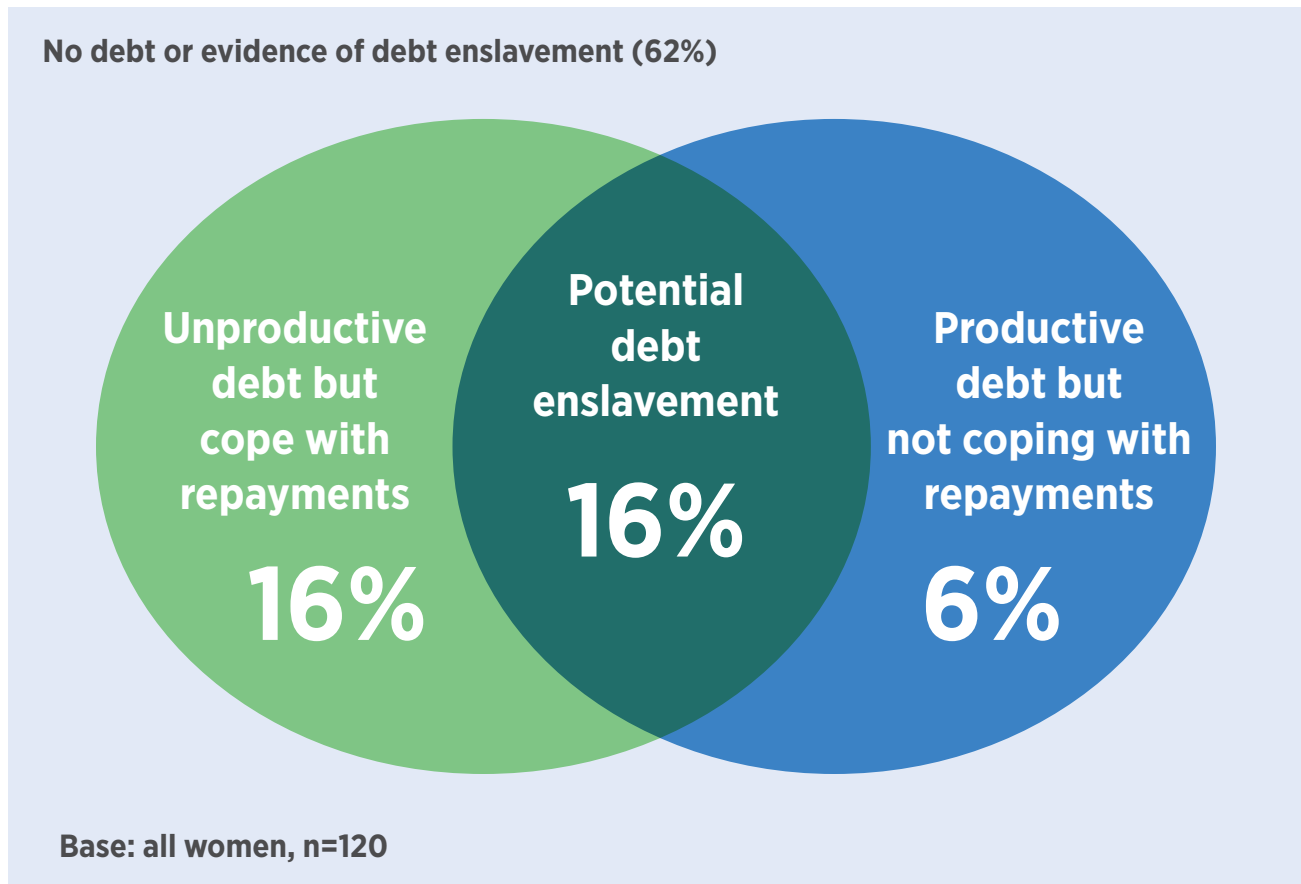 No debt or evidence of debt enslavement (62%)
Unproductive
debt but
cope with
repayments
16%
Potential
debt
enslavement
16%
Productive
debt but
not coping with
repayments
6%
Base: all women, n=120